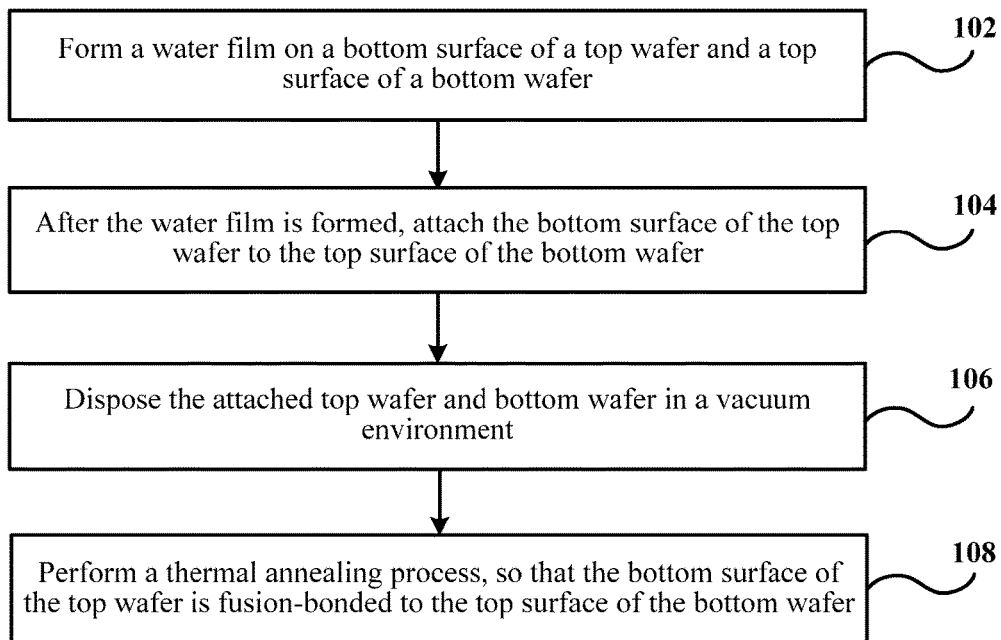 Form a water film on a bottom surface of a top wafer and a top
surface of a bottom wafer
102
After the water film is formed, attach the bottom surface of the top
wafer to the top surface of the bottom wafer
104
Dispose the attached top wafer and bottom wafer in a vacuum
environment
106
Perform a thermal annealing process, so that the bottom surface of
the top wafer is fusion-bonded to the top surface of the bottom wafer
108